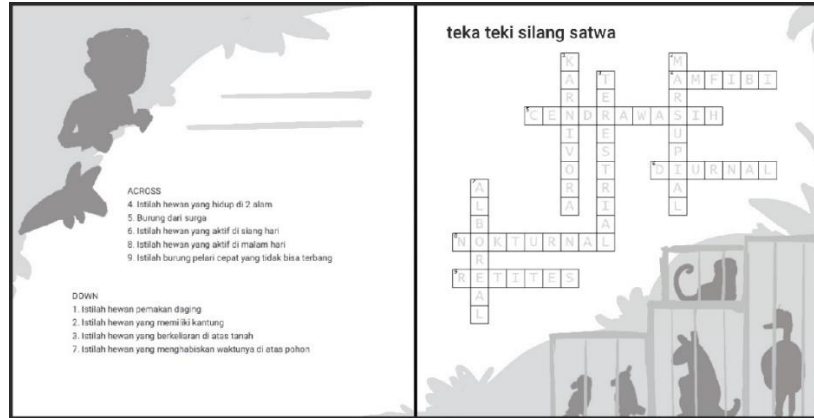 ACROSS
4. Istilah hewan yang hidup di 2 alam
5. Burung dari surga
6. Istilah hewan yang aktif di siang hari
8. Istilah hewan yang aktif di malam hari
9. Istilah burung pelari cepat yang tidak bisa terbang
DOWN
1. Istilah hewan pemakan daging
2. Istilah hewan yang memiliki kantung
3. Istilah hewan yang berkeliaran di atas tanah
7. Istilah hewan yang menghabiskan waktunya di atas pohon
teka teki silang satwa
KARNIVORA
MARSUPIAL
TERESTRIAL
AMFIBI
CENDRAWASIH
DIURNAL
ALBOREAL
NOKTURNAL
RETITES